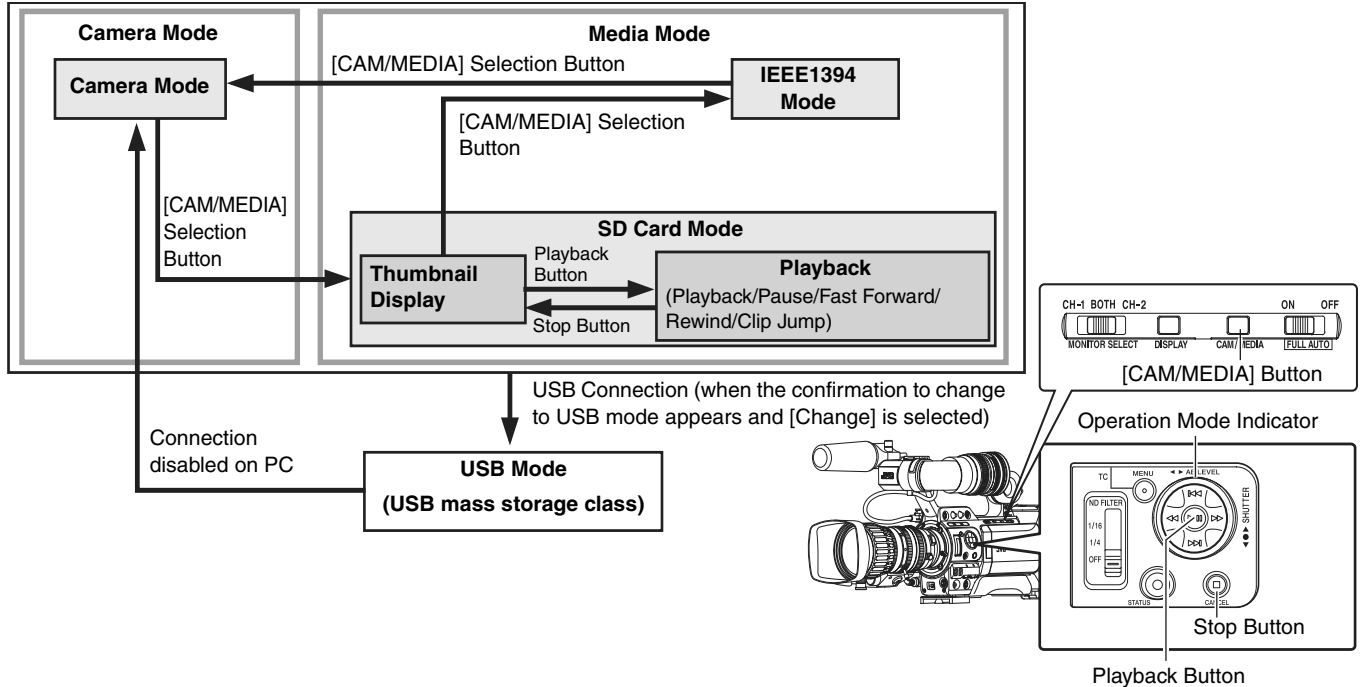 Camera Mode
Media Mode
[CAM/MEDIA] Selection Button
Camera Mode
IEEE1394
Mode
[CAM/MEDIA] Selection
Button
[CAM/MEDIA]
Selection
Button
SD Card Mode
Thumbnail
Display
Playback
Button
Stop Button
Playback
(Playback/Pause/Fast Forward/
Rewind/Clip Jump)
CH-1 BOTH CH-2
ON OFF
MONITOR SELECT DISPLAY CAM/MEDIA FULL AUTO
[CAM/MEDIA] Button
USB Connection (when the confirmation to change
to USB mode appears and [Change] is selected)
Connection
disabled on PC
USB Mode
(USB mass storage class)
Operation Mode Indicator
TC
MENU
AE LEVEL
ND FILTER
1/16
1/4
OFF
SHUTTER
STATUS
CANCEL
Stop Button
Playback Button